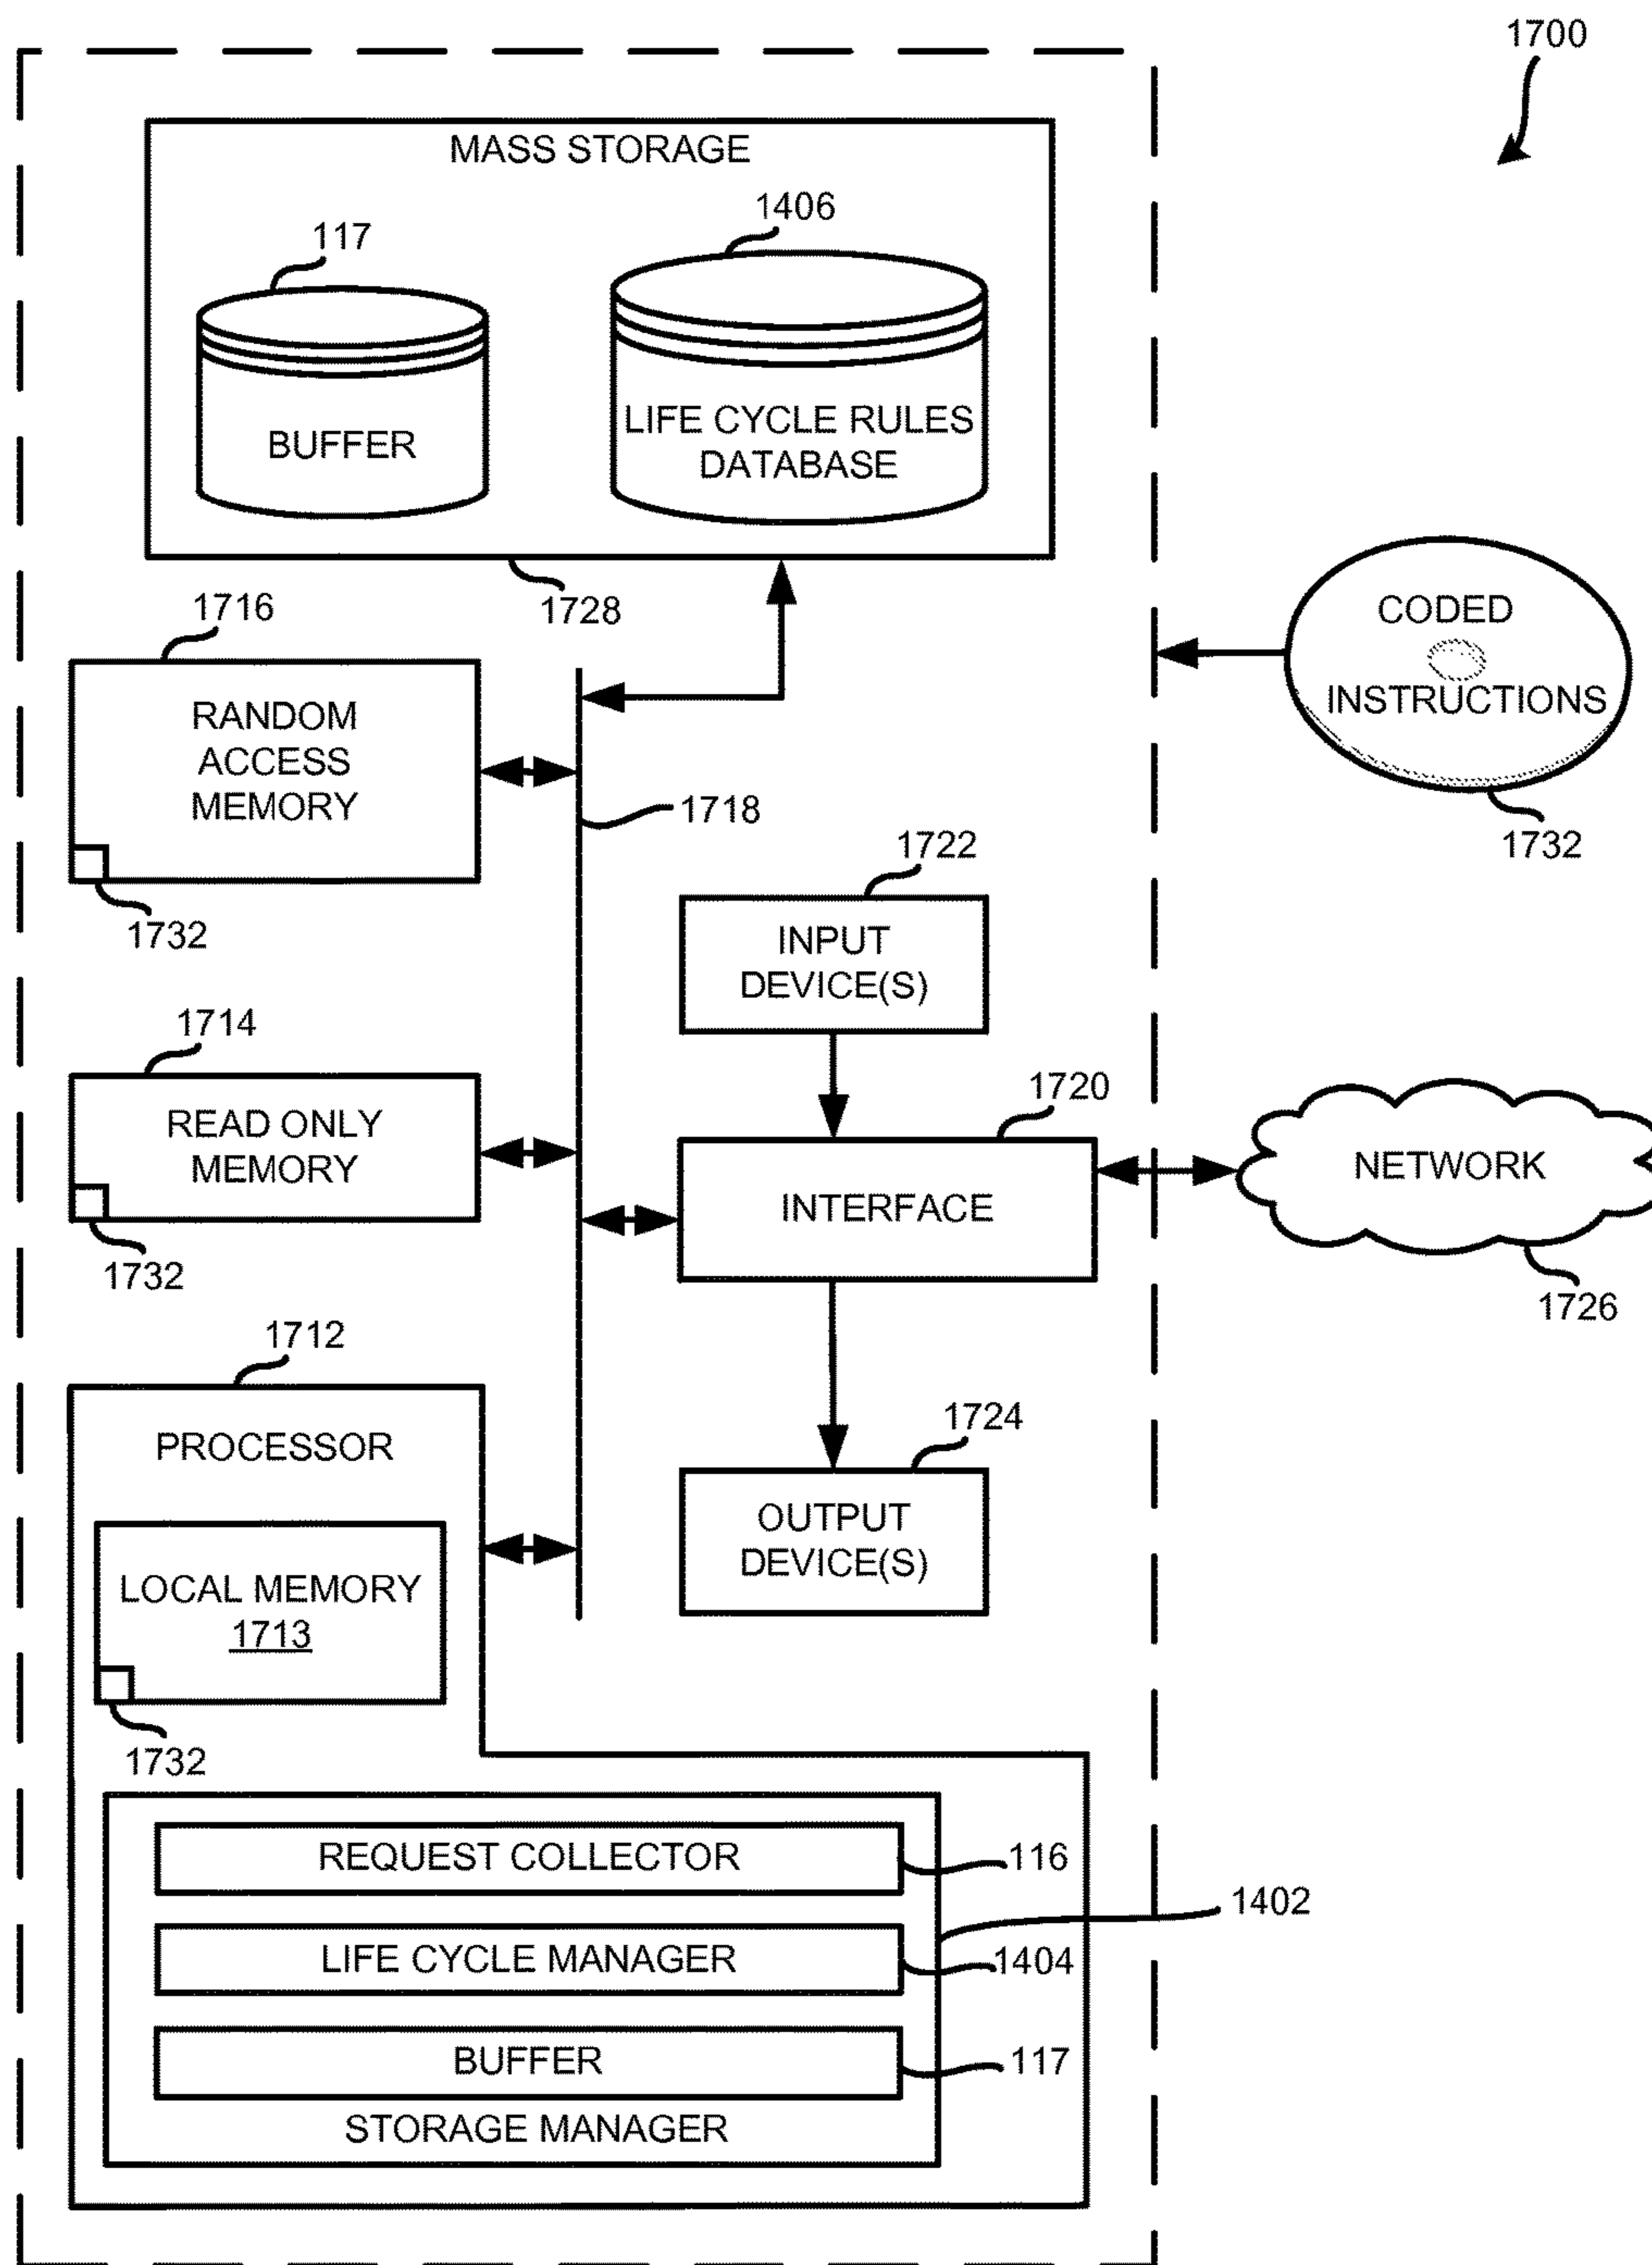 1700
MASS STORAGE
117
1406
BUFFER
LIFE CYCLE RULES
DATABASE
1728
1716
RANDOM
ACCESS
MEMORY
1732
1718
CODED
INSTRUCTIONS
1732
1722
INPUT
DEVICE(S)
1714
READ ONLY
MEMORY
1732
1720
INTERFACE
NETWORK
1726
1712
PROCESSOR
LOCAL MEMORY
1713
1732
1724
OUTPUT
DEVICE(S)
REQUEST COLLECTOR
116
1402
LIFE CYCLE MANAGER
1404
BUFFER
117
STORAGE MANAGER